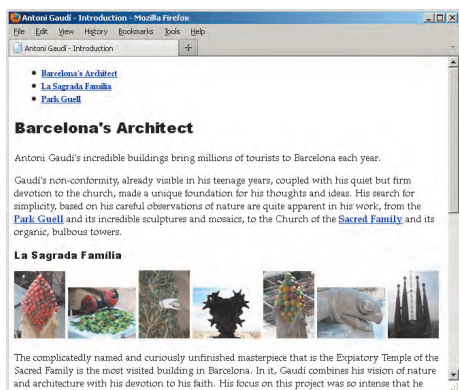 Antoni Gaudí - Introduction - Mozilla Firefox
File Edit View History Bookmarks Tools Help
Antoni Gaudí - Introduction
Barcelona's Architect
La Sagrada Família
Park Guell
Barcelona's Architect
Antoni Gaudí's incredible buildings bring millions of tourists to Barcelona each year.
Gaudí's non-conformity, already visible in his teenage years, coupled with his quiet but firm
devotion to the church, made a unique foundation for his thoughts and ideas. His search for
simplicity, based on his careful observations of nature are quite apparent in his work, from the
Park Guell and its incredible sculptures and mosaics, to the Church of the Sacred Family and its
organic, bulbous towers.
La Sagrada Família
The complicatedly named and curiously unfinished masterpiece that is the Expiatory Temple of the
Sacred Family is the most visited building in Barcelona. In it, Gaudí combines his vision of nature
and architecture with his devotion to his faith. His focus on this project was so intense that he